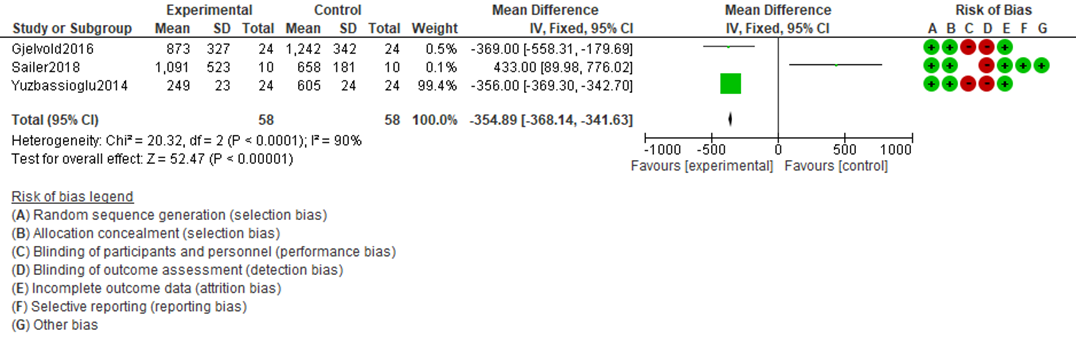 Experimental Control Mean Difference Mean Difference Risk of Bias
Study or Subgroup Mean SD Total Mean SD Total Weight IV, Fixed, 95% CI IV, Fixed, 95% CI A B C D E F G
Gjelvold2016 873 327 24 1,242 342 24 0.5% -369.00 [-558.31, -179.69] + + - - +
Sailer2018 1,091 523 10 658 181 10 0.1% 433.00 [89.98, 776.02] + + - + + +
Yuzbassioglu2014 249 23 24 605 24 24 99.4% -356.00 [-369.30, -342.70] + + - - +
Total (95% CI) 58 58 100.0% -354.89 [-368.14, -341.63]
Heterogeneity: Chi² = 20.32, df = 2 (P < 0.0001); I² = 90%
Test for overall effect: Z = 52.47 (P < 0.00001)
-1000 -500 0 500 1000
Favours [experimental] Favours [control]
Risk of bias legend
(A) Random sequence generation (selection bias)
(B) Allocation concealment (selection bias)
(C) Blinding of participants and personnel (performance bias)
(D) Blinding of outcome assessment (detection bias)
(E) Incomplete outcome data (attrition bias)
(F) Selective reporting (reporting bias)
(G) Other bias